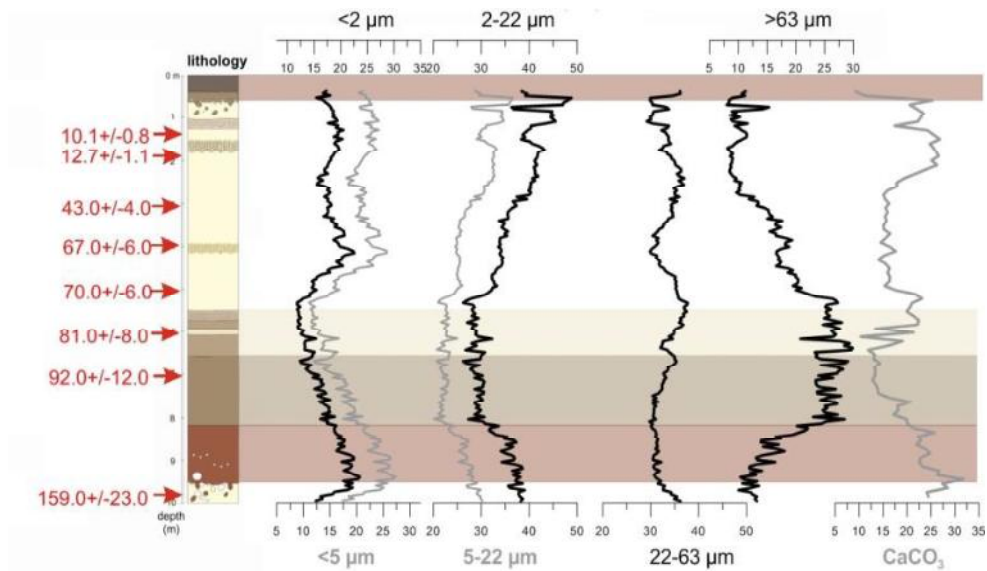 <2 µm 2-22 µm >63 µm
lithology 10 15 20 25 30 35 20 30 40 50 5 10 15 20 25 30
0 m
1
10.1+/-0.8
12.7+/-1.1
43.0+/-4.0
67.0+/-6.0
70.0+/-6.0
81.0+/-8.0
92.0+/-12.0
8
9
159.0+/-23.0
10
depth
(m)
5 10 15 20 25 30 35 20 30 40 50 20 30 40 50 5 10 15 20 25 30 35
<5 µm 5-22 µm 22-63 µm CaCO₃